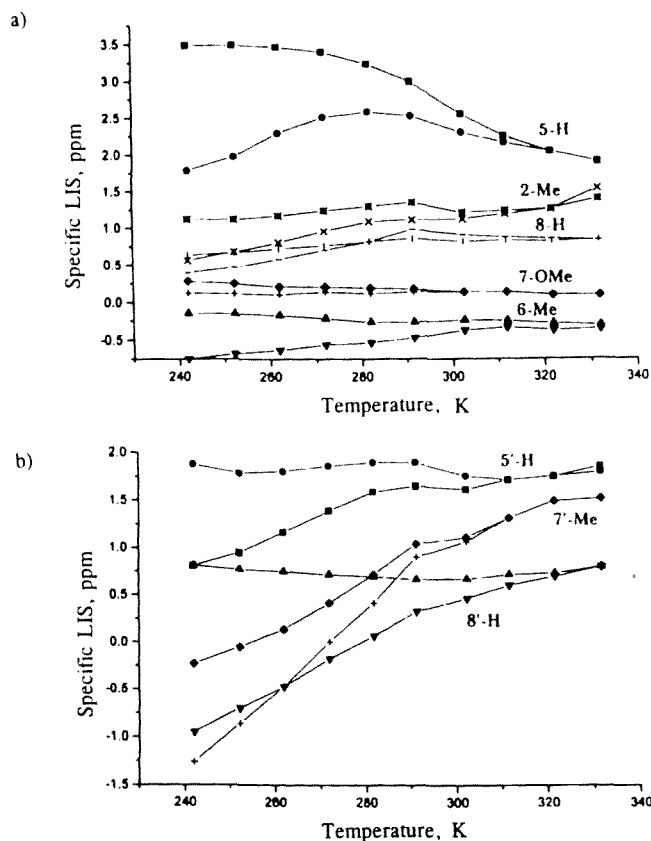 a)
3.5
3.0
2.5
2.0
1.5
1.0
0.5
0.0
-0.5
Specific LIS, ppm
5-H
2-Me
8-H
7-OMe
6-Me
240 260 280 300 320 340
Temperature, K
b)
2.0
1.5
1.0
0.5
0.0
-0.5
-1.0
-1.5
Specific LIS, ppm
5'-H
7'-Me
8'-H
240 260 280 300 320 340
Temperature, K